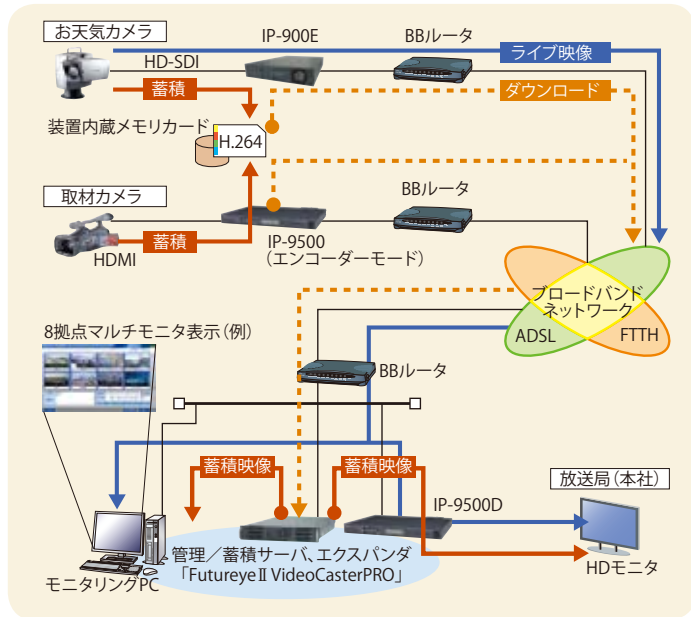 お天気カメラ
IP-900E
BBルータ
ライブ映像
HD-SDI
蓄積
ダウンロード
装置内蔵メモリカード
H.264
取材カメラ
BBルータ
蓄積
HDMI
IP-9500
（エンコーダーモード）
ブロードバンド
ネットワーク
ADSL
FTTH
8拠点マルチモニタ表示（例）
BBルータ
蓄積映像
蓄積映像
放送局（本社）
IP-9500D
管理／蓄積サーバ、エクスパンダ
「FutureyeⅡ VideoCasterPRO」
モニタリングPC
HDモニタ